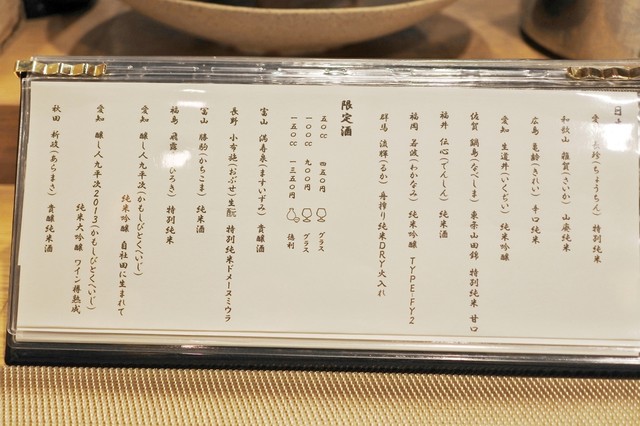 日
愛知 長珍(ちょうちん) 特別純米
和歌山 雑賀(さいか) 山廃純米
広島 亀齢(きれい) 辛口純米
愛知 生道井(いくぢい) 純米吟醸
佐賀 鍋島(なべしま) 東条山田錦 特別純米 甘口
福井 伝心(でんしん) 純米酒
福岡 若波(わかなみ) 純米吟醸 TYPE-FY2
群馬 流輝(るか) 舟搾り純米DRY火入れ
限定酒
五〇cc 四五〇円 グラス
一〇〇cc 九〇〇円 グラス
一五〇cc 一三五〇円 徳利
富山 満寿泉(ますいずみ) 貴醸酒
長野 小布施(おぶせ)生酛 特別純米ドメーヌミウラ
富山 勝駒(かちこま) 純米酒
福島 飛露 ひろき) 特別純米
愛知 醸し人九平次(かもしびとくへいじ)
純米吟醸 自社田に生まれて
愛知 醸し人九平次2013(かもしびとくへいじ)
純米大吟醸 ワイン樽熟成
秋田 新政(あらまさ) 貴醸純米酒